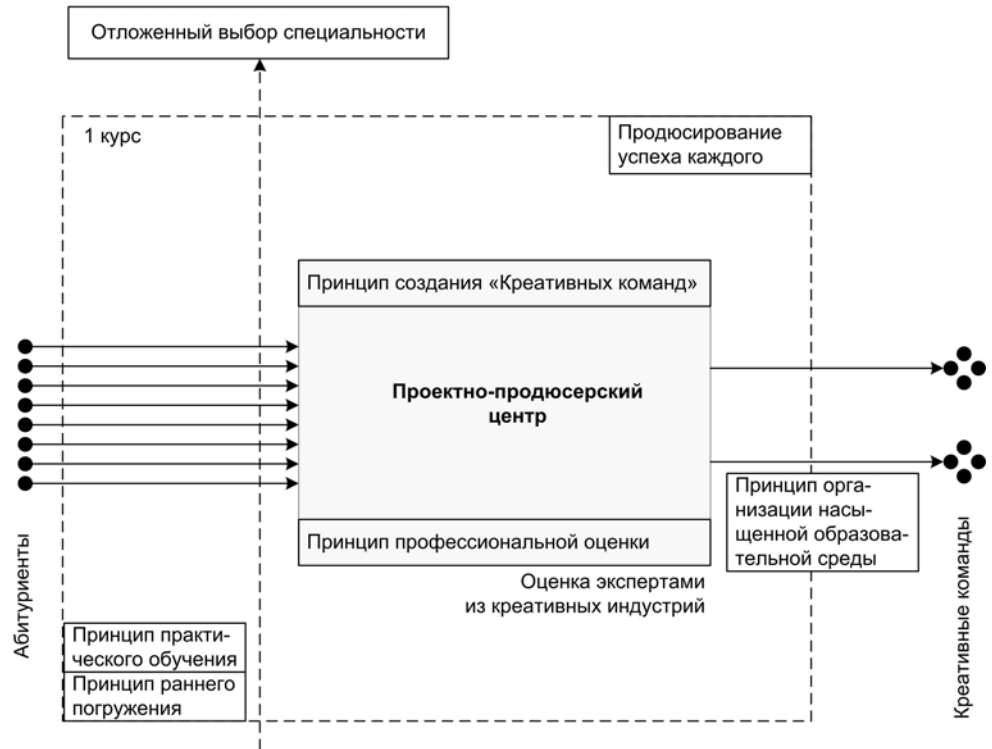 Отложенный выбор специальности
1 курс
Продюсирование
успеха каждого
Принцип создания «Креативных команд»
Проектно-продюсерский
центр
Принцип профессиональной оценки
Оценка экспертами
из креативных индустрий
Принцип орга-
низации насы-
щенной образова-
тельной среды
Абитуриенты
Принцип практи-
ческого обучения
Принцип раннего
погружения
Креативные команды